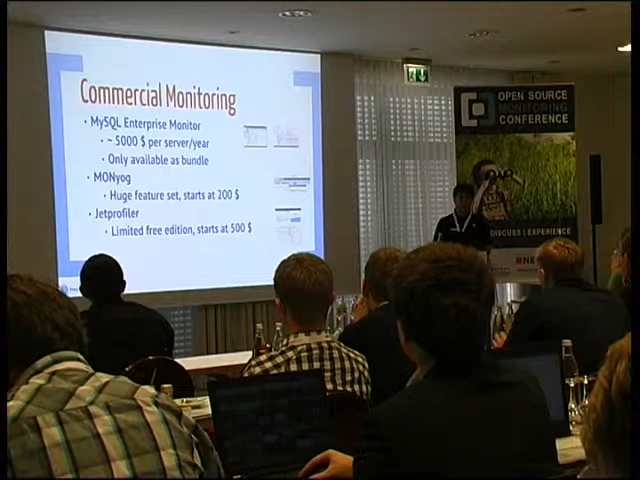 Commercial Monitoring
• MySQL Enterprise Monitor
• ~ 5000 $ per server/year
• Only available as bundle
• MONyog
• Huge feature set, starts at 200 $
• Jetprofiler
• Limited free edition, starts at 500 $
OPEN SOURCE
MONITORING
CONFERENCE
DISCUSS | EXPERIENCE